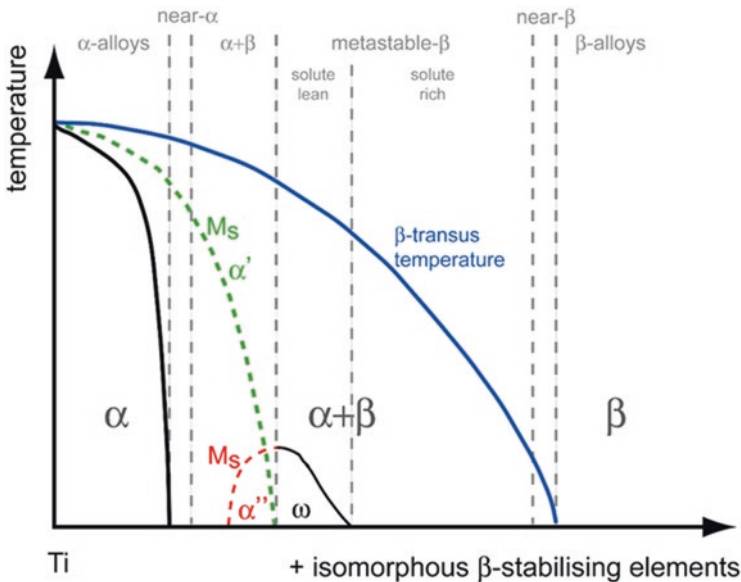 near-α
near-β
α-alloys
α+β
metastable-β
β-alloys
solute
lean
solute
rich
temperature
Ms
α'
β-transus
temperature
α
α+β
β
Ms
α''
ω
Ti
+ isomorphous β-stabilising elements